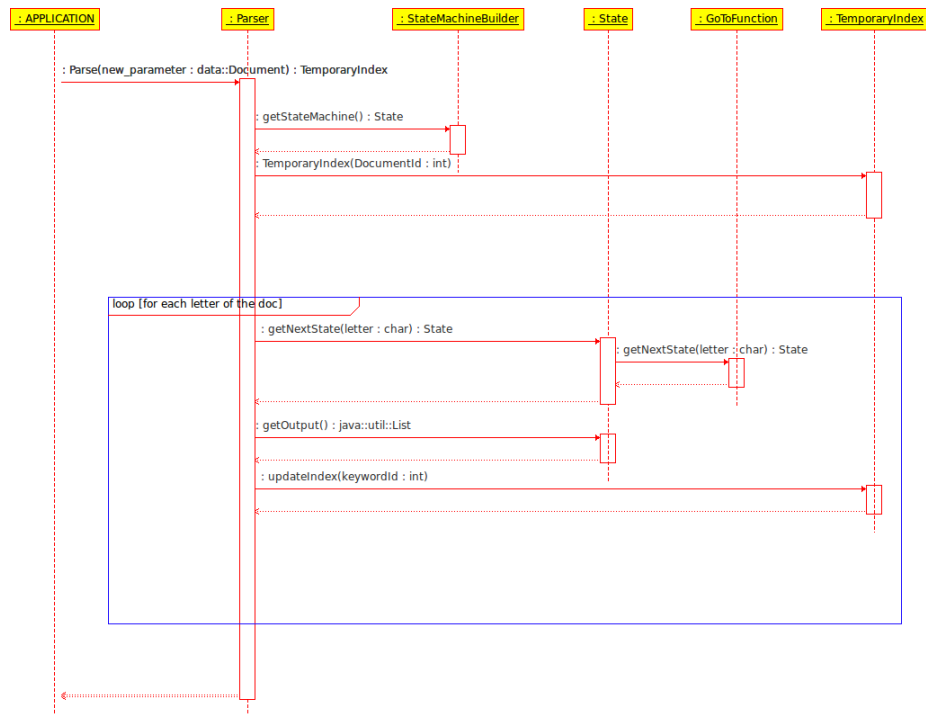 : APPLICATION
: Parser
: StateMachineBuilder
: State
: GoToFunction
: TemporaryIndex
: Parse(new_parameter : data::Document) : TemporaryIndex
: getStateMachine() : State
: TemporaryIndex(DocumentId : int)
loop [for each letter of the doc]
: getNextState(letter : char) : State
: getNextState(letter : char) : State
: getOutput() : java::util::List
: updateIndex(keywordId : int)